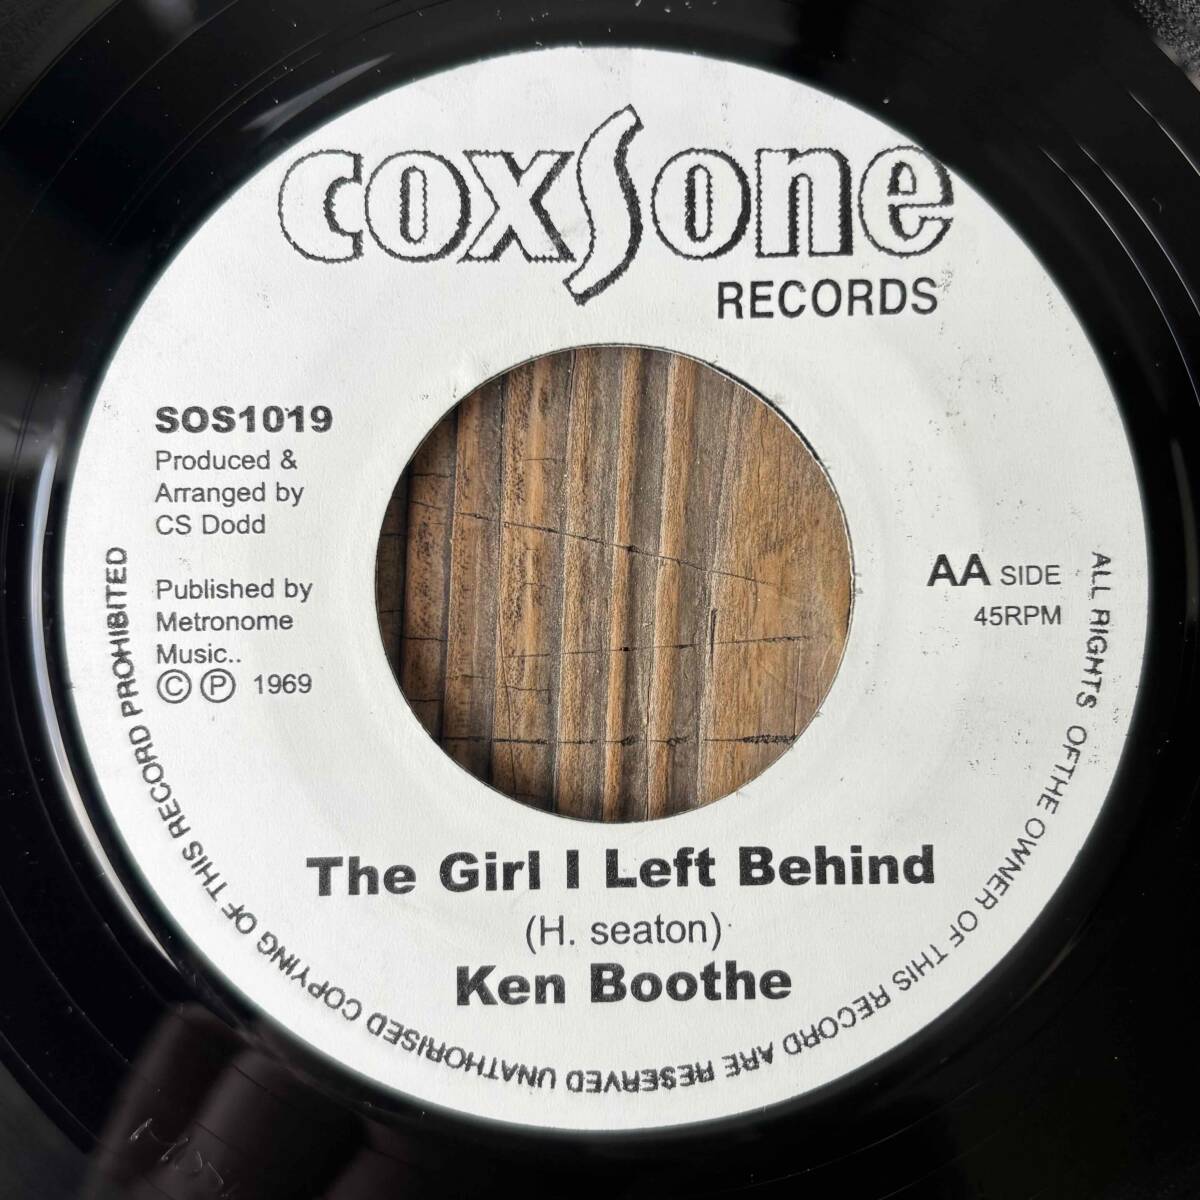 coxsone
RECORDS
SOS1019
Produced &
Arranged by
CS Dodd
Published by
Metronome
Music..
© ℗ 1969
AA SIDE
45RPM
The Girl I Left Behind
(H. seaton)
Ken Boothe
ALL RIGHTS OFTHE OWNER OF THIS RECORD ARE RESERVED UNATHORISED COPYING OF THIS RECORD PROHIBITED